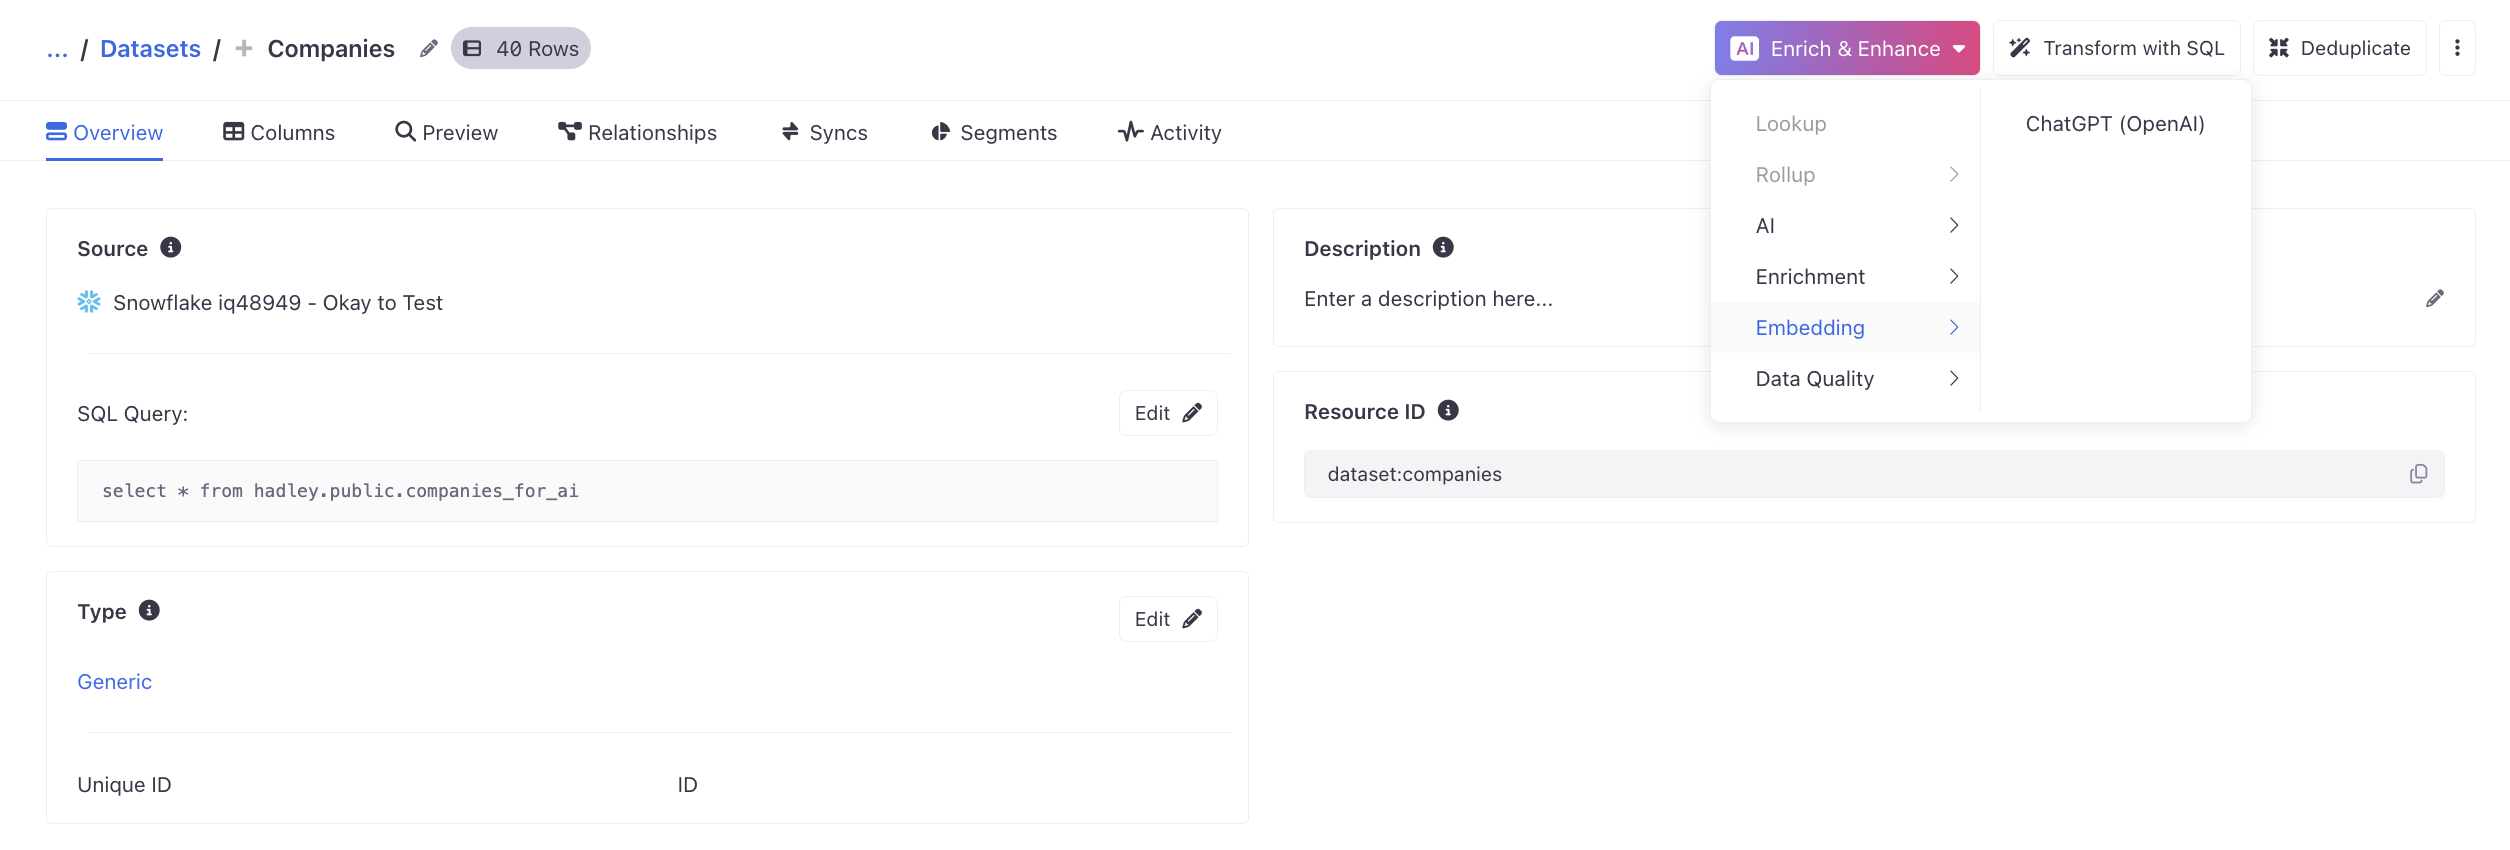 ... / Datasets / + Companies 40 Rows
AI Enrich & Enhance Transform with SQL Deduplicate
Overview Columns Preview Relationships Syncs Segments Activity
Lookup
Rollup
AI
Enrichment
Embedding
Data Quality
ChatGPT (OpenAI)
Source
Snowflake iq48949 - Okay to Test
SQL Query:
Edit
select * from hadley.public.companies_for_ai
Type
Edit
Generic
Unique ID ID
Description
Enter a description here...
Resource ID
dataset:companies